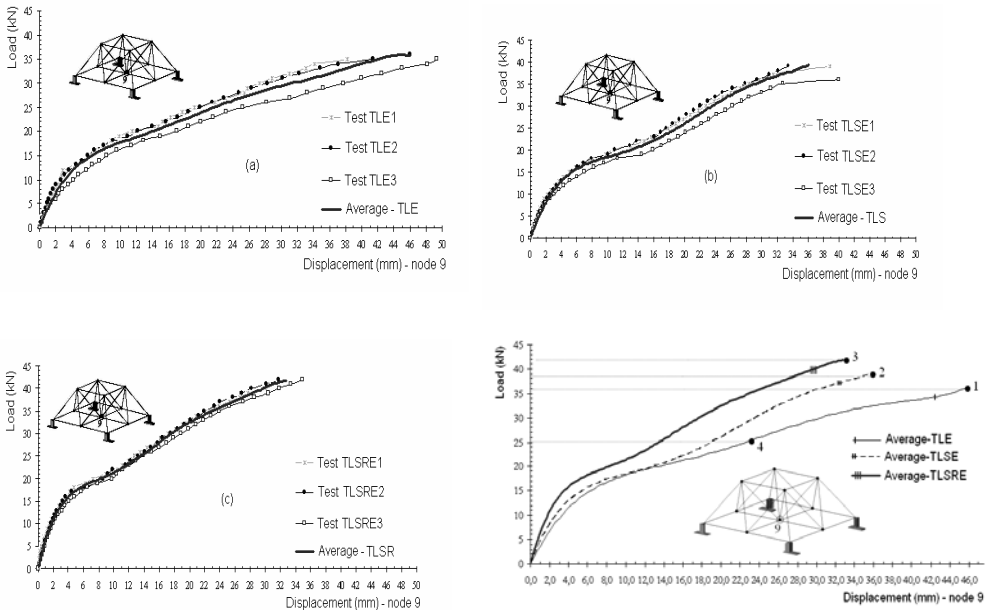 Load (kN)
45
40
35
30
25
20
15
10
5
0
9
Test TLE1
Test TLE2
Test TLE3
Average - TLE
(a)
0 2 4 6 8 10 12 14 16 18 20 22 24 26 28 30 32 34 36 38 40 42 44 46 48 50
Displacement (mm) - node 9
Load (kN)
45
40
35
30
25
20
15
10
5
0
9
Test TLSE1
Test TLSE2
Test TLSE3
Average - TLS
(b)
0 2 4 6 8 10 12 14 16 18 20 22 24 26 28 30 32 34 36 38 40 42 44 46 48 50
Displacement (mm) - node 9
Load (kN)
45
40
35
30
25
20
15
10
5
0
9
Test TLSRE1
Test TLSRE2
Test TLSRE3
Average - TLSR
(c)
0 2 4 6 8 10 12 14 16 18 20 22 24 26 28 30 32 34 36 38 40 42 44 46 48 50
Displacement (mm) - node 9
Load (kN)
45
40
35
30
25
20
15
10
5
0
3
2
1
4
Average-TLE
Average-TLSE
Average-TLSRE
9
0,0 2,0 4,0 6,0 8,0 10,0 12,0 14,0 16,0 18,0 20,0 22,0 24,0 26,0 28,0 30,0 32,0 34,0 36,0 38,0 40,0 42,0 44,0 46,0
Displacement (mm) - node 9